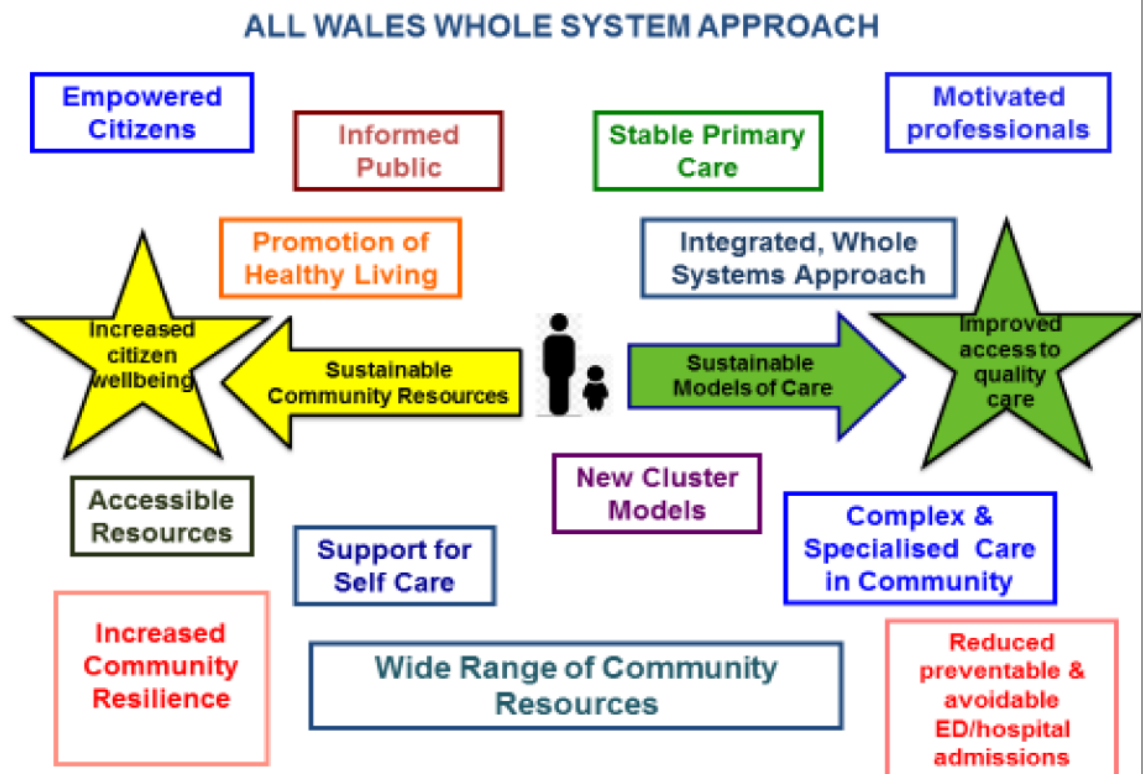 ALL WALES WHOLE SYSTEM APPROACH
Empowered
Citizens
Informed
Public
Stable Primary
Care
Motivated
professionals
Promotion of
Healthy Living
Integrated, Whole
Systems Approach
Increased
citizen
wellbeing
Sustainable
Community Resources
Sustainable
Models of Care
Improved
access to
quality
care
Accessible
Resources
Support for
Self Care
New Cluster
Models
Complex &
Specialised Care
in Community
Increased
Community
Resilience
Wide Range of Community
Resources
Reduced
preventable &
avoidable
ED/hospital
admissions